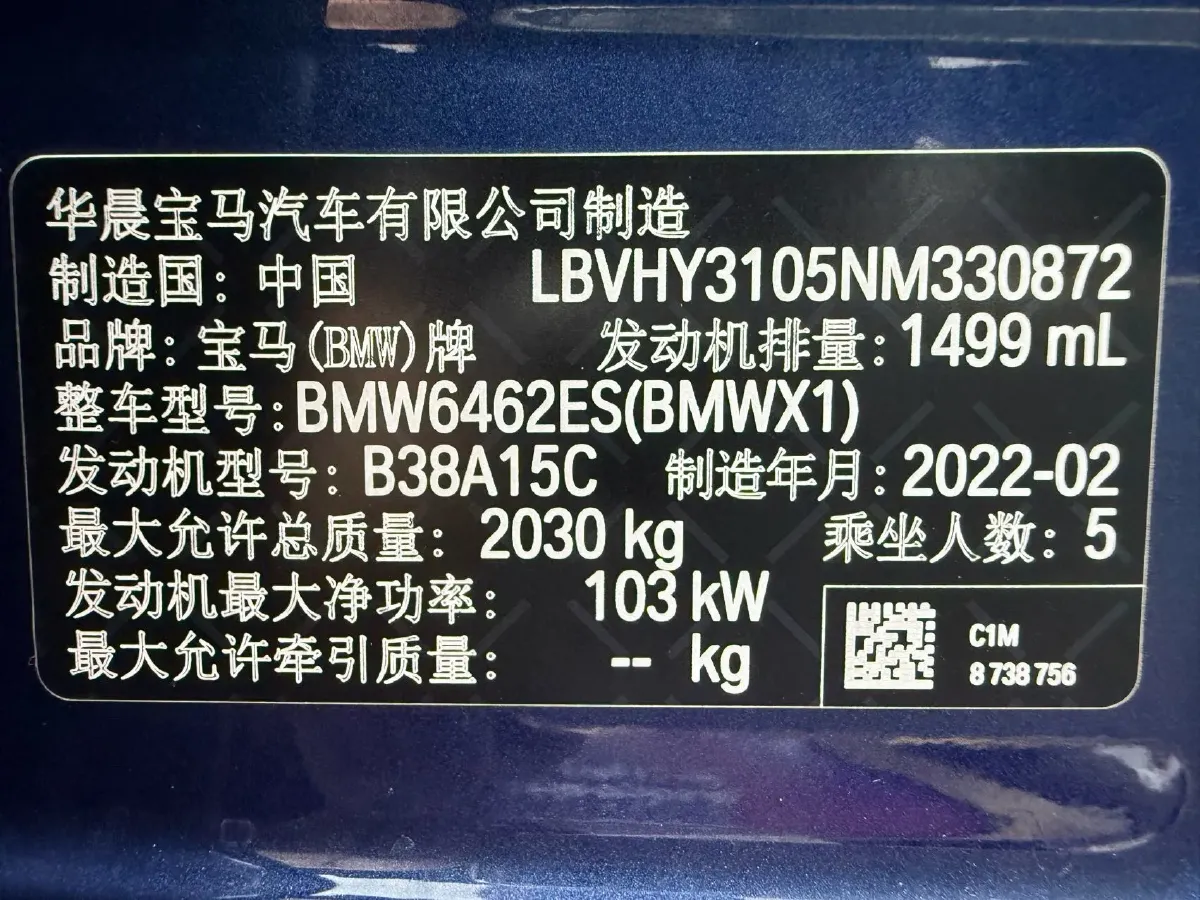 华晨宝马汽车有限公司制造
制造国：中国 LBVHY3105NM330872
品牌：宝马(BMW)牌 发动机排量：1499 mL
整车型号：BMW6462ES(BMWX1)
发动机型号：B38A15C 制造年月：2022-02
最大允许总质量：2030 kg 乘坐人数：5
发动机最大净功率：103 kW
最大允许牵引质量：-- kg
C1M
8 738 756